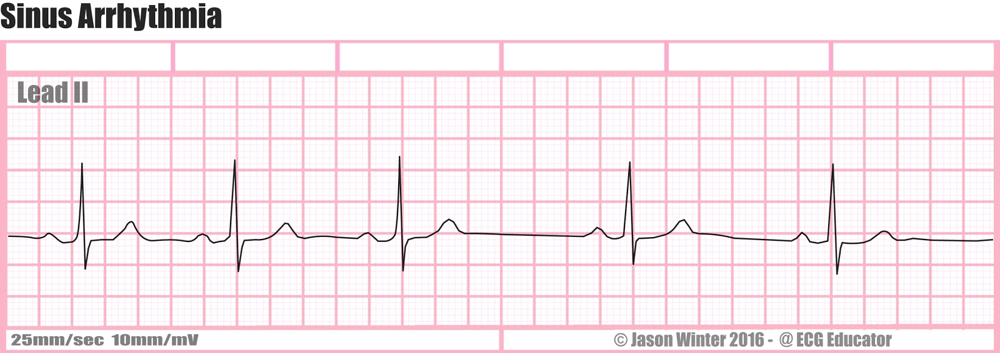 Sinus Arrhythmia
Lead II
25mm/sec 10mm/mV
© Jason Winter 2016 - @ ECG Educator